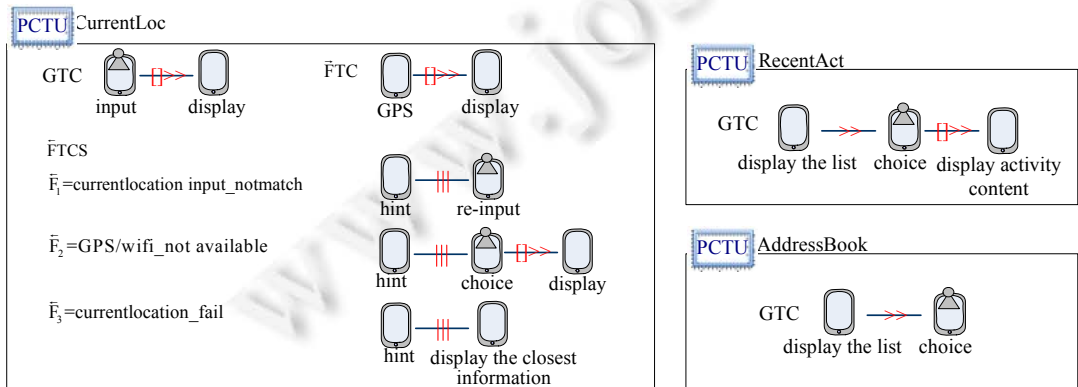 PCTU CurrentLoc
GTC
input
display
F̄TC
GPS
display
F̄TCS
F̄₁=currentlocation input_notmatch
hint
re-input
F̄₂=GPS/wifi_not available
hint
choice
display
F̄₃=currentlocation_fail
hint
display the closest
information
PCTU RecentAct
GTC
display the list
choice
display activity
content
PCTU AddressBook
GTC
display the list
choice
www.jo